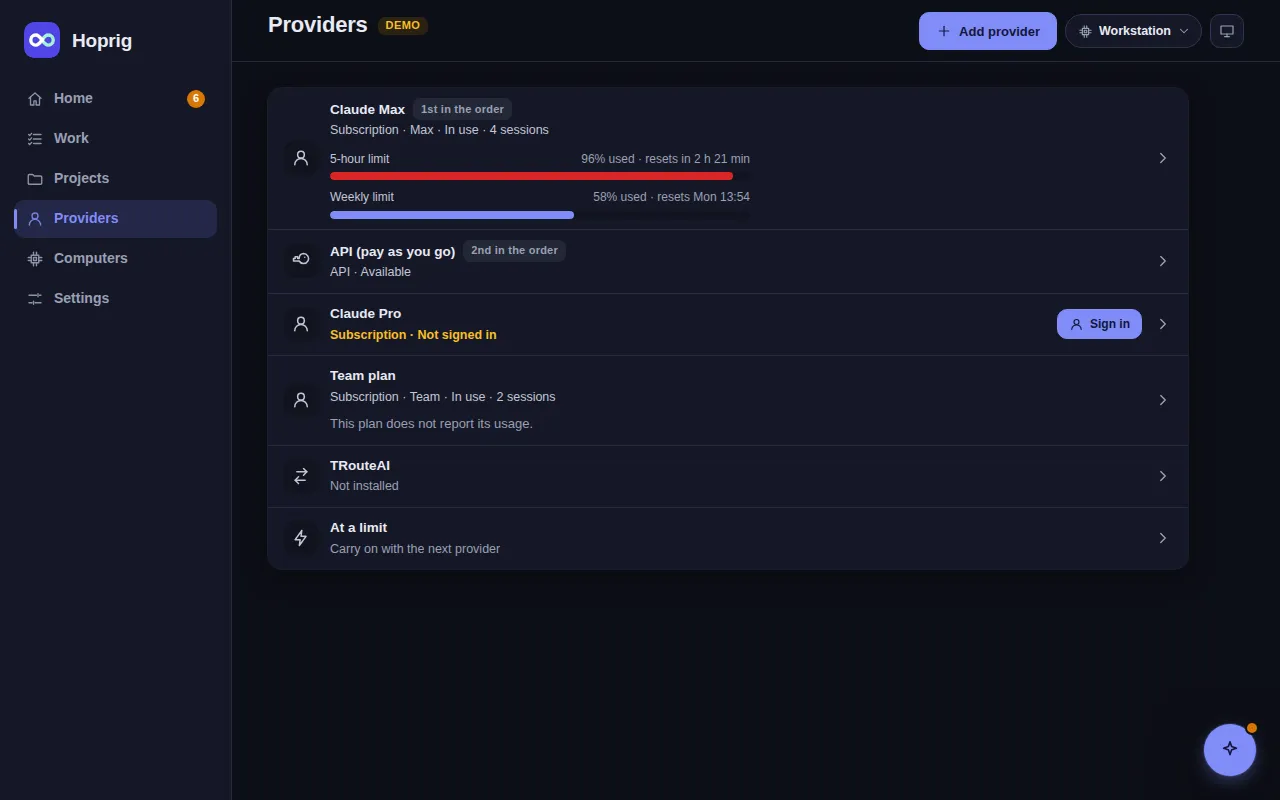 Hoprig
Home
6
Work
Projects
Providers
Computers
Settings
Providers
DEMO
Add provider
Workstation
Claude Max
1st in the order
Subscription · Max · In use · 4 sessions
5-hour limit
96% used · resets in 2 h 21 min
Weekly limit
58% used · resets Mon 13:54
API (pay as you go)
2nd in the order
API · Available
Claude Pro
Subscription · Not signed in
Sign in
Team plan
Subscription · Team · In use · 2 sessions
This plan does not report its usage.
TRouteAI
Not installed
At a limit
Carry on with the next provider